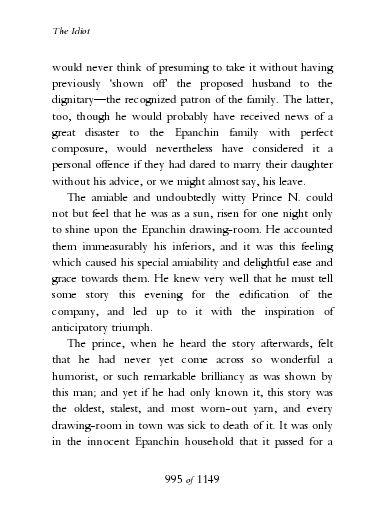 The Idiot
would never think of presuming to take it without having
previously 'shown off' the proposed husband to the
dignitary—the recognized patron of the family. The latter,
too, though he would probably have received news of a
great disaster to the Epanchin family with perfect
composure, would nevertheless have considered it a
personal offence if they had dared to marry their daughter
without his advice, or we might almost say, his leave.
The amiable and undoubtedly witty Prince N. could
not but feel that he was as a sun, risen for one night only
to shine upon the Epanchin drawing-room. He accounted
them immeasurably his inferiors, and it was this feeling
which caused his special amiability and delightful ease and
grace towards them. He knew very well that he must tell
some story this evening for the edification of the
company, and led up to it with the inspiration of
anticipatory triumph.
The prince, when he heard the story afterwards, felt
that he had never yet come across so wonderful a
humorist, or such remarkable brilliancy as was shown by
this man; and yet if he had only known it, this story was
the oldest, stalest, and most worn-out yarn, and every
drawing-room in town was sick to death of it. It was only
in the innocent Epanchin household that it passed for a
995 of 1149